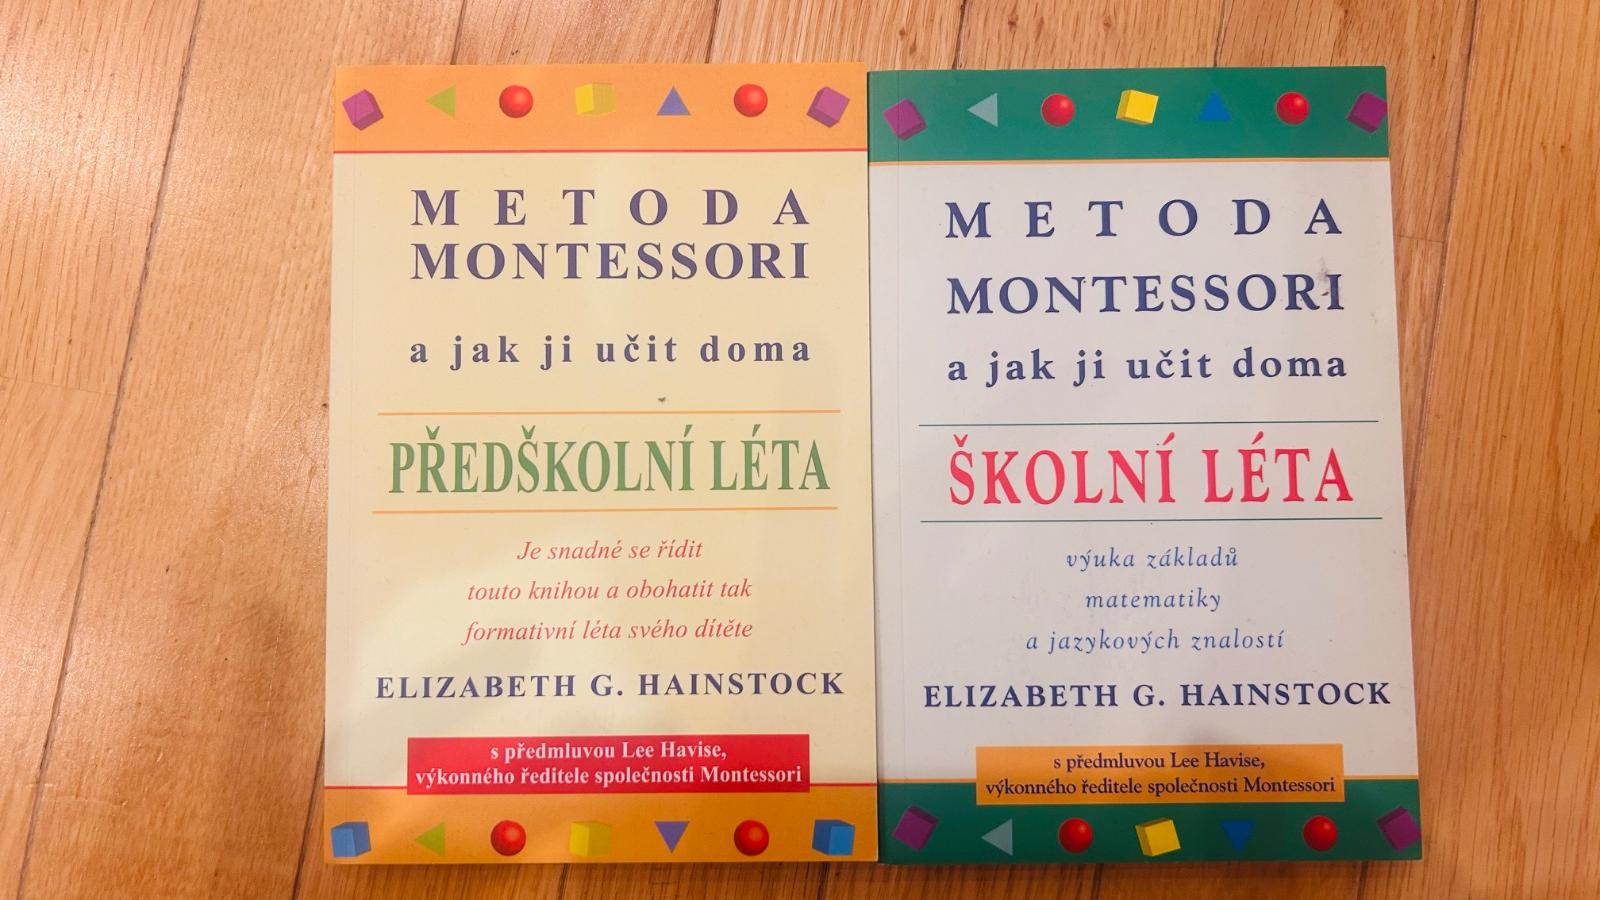 METODA
MONTESSORI
a jak ji učit doma
PŘEDŠKOLNÍ LÉTA
Je snadné se řídit
touto knihou a obohatit tak
formativní léta svého dítěte
ELIZABETH G. HAINSTOCK
s předmluvou Lee Havise,
výkonného ředitele společnosti Montessori
METODA
MONTESSORI
a jak ji učit doma
ŠKOLNÍ LÉTA
výuka základů
matematiky
a jazykových znalostí
ELIZABETH G. HAINSTOCK
s předmluvou Lee Havise,
výkonného ředitele společnosti Montessori